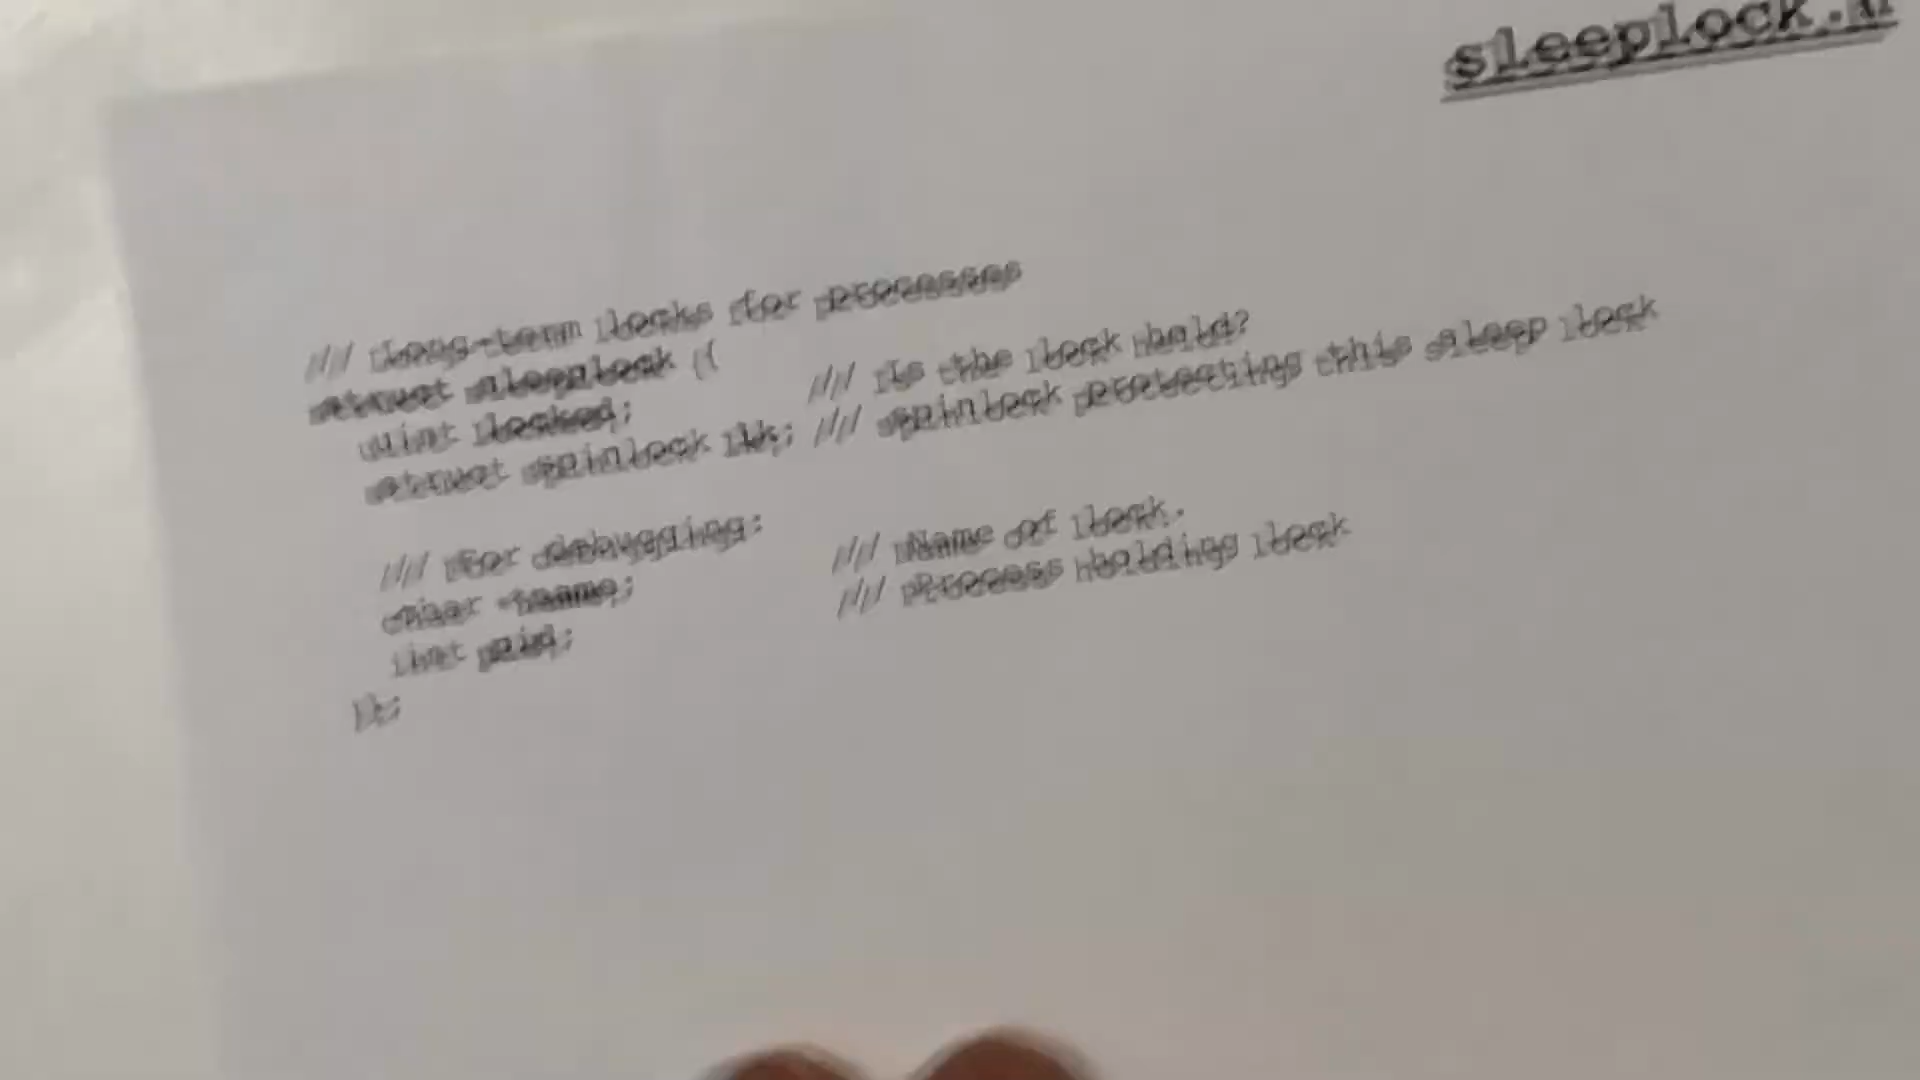 sleeplock.h
// Long-term locks for processes
struct sleeplock {
uint locked; // Is the lock held?
struct spinlock lk; // spinlock protecting this sleep lock
// For debugging:
char *name; // Name of lock.
int pid; // Process holding lock
};